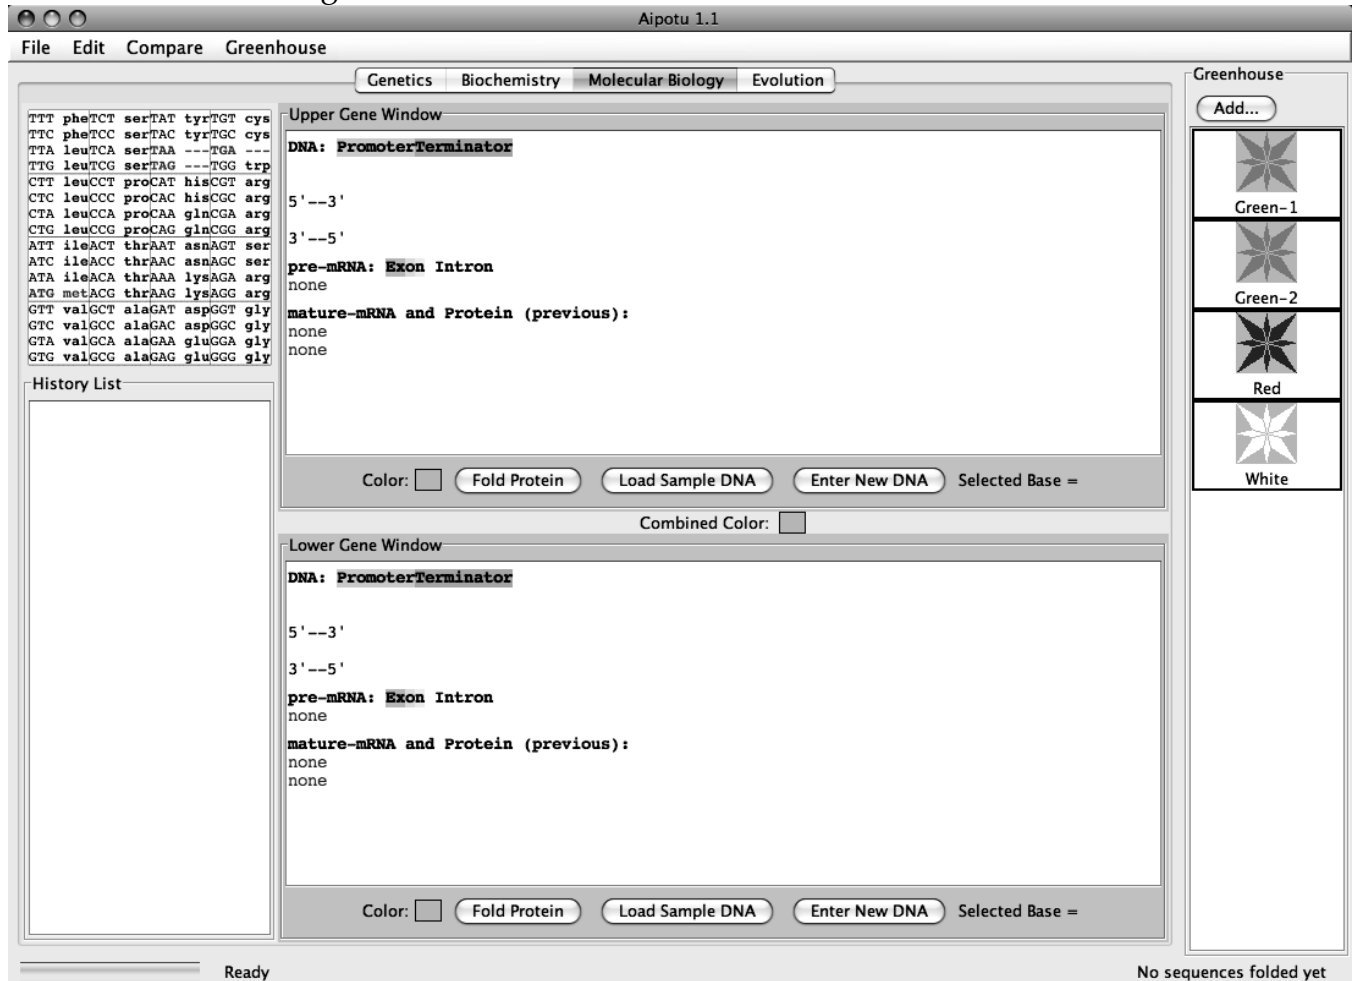 Aipotu 1.1
File Edit Compare Greenhouse
Genetics Biochemistry Molecular Biology Evolution
TTT pheTCT serTAT tyrTGT cys
TTC pheTCC serTAC tyrTGC cys
TTA leuTCA serTAA ---TGA ---
TTG leuTCG serTAG ---TGG trp
CTT leuCCT proCAT hisCGT arg
CTC leuCCC proCAC hisCGC arg
CTA leuCCA proCAA glnCGA arg
CTG leuCCG proCAG glnCGG arg
ATT ileACT thrAAT asnAGT ser
ATC ileACC thrAAC asnAGC ser
ATA ileACA thrAAA lysAGA arg
ATG metACG thrAAG lysAGG arg
GTT valGCT alaGAT aspGGT gly
GTC valGCC alaGAC aspGGC gly
GTA valGCA alaGAA gluGGA gly
GTG valGCG alaGAG gluGGG gly
History List
Upper Gene Window
DNA: PromoterTerminator
5'--3'
3'--5'
pre-mRNA: Exon Intron
none
mature-mRNA and Protein (previous):
none
none
Color: Fold Protein Load Sample DNA Enter New DNA Selected Base =
Combined Color:
Lower Gene Window
DNA: PromoterTerminator
5'--3'
3'--5'
pre-mRNA: Exon Intron
none
mature-mRNA and Protein (previous):
none
none
Color: Fold Protein Load Sample DNA Enter New DNA Selected Base =
Greenhouse
Add...
Green-1
Green-2
Red
White
Ready
No sequences folded yet